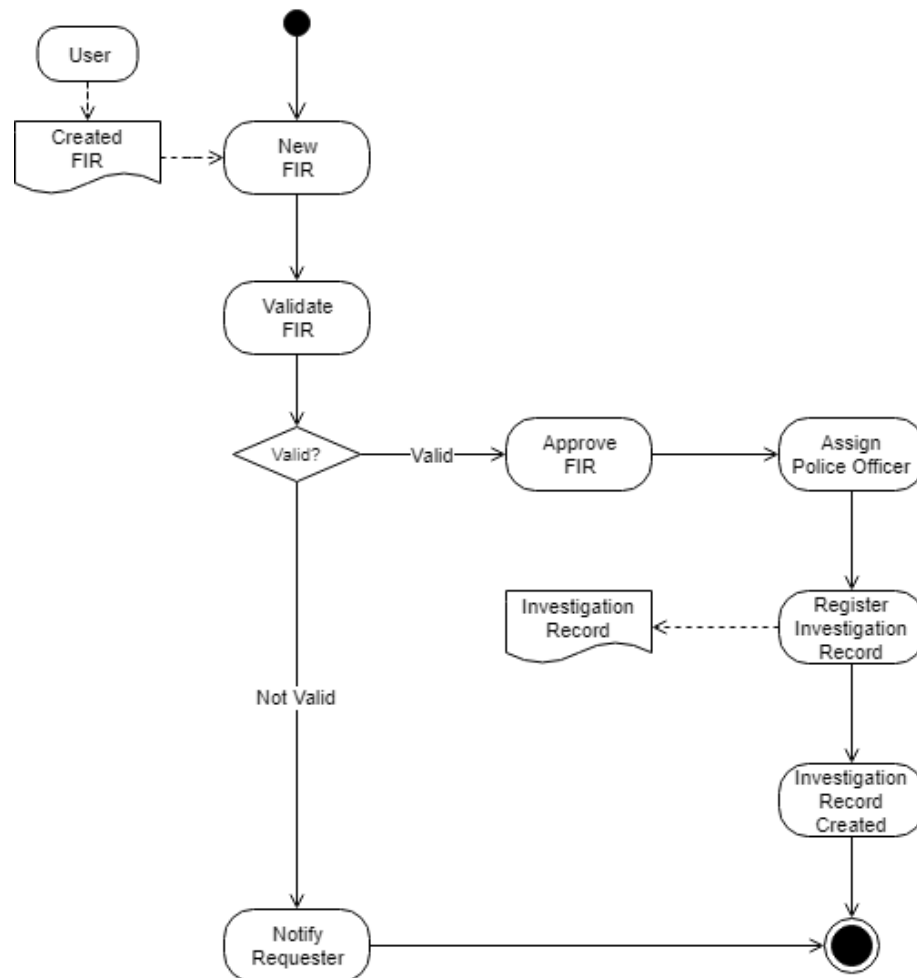 User
Created
FIR
New
FIR
Validate
FIR
Valid?
Valid
Approve
FIR
Assign
Police Officer
Investigation
Record
Register
Investigation
Record
Not Valid
Investigation
Record
Created
Notify
Requester